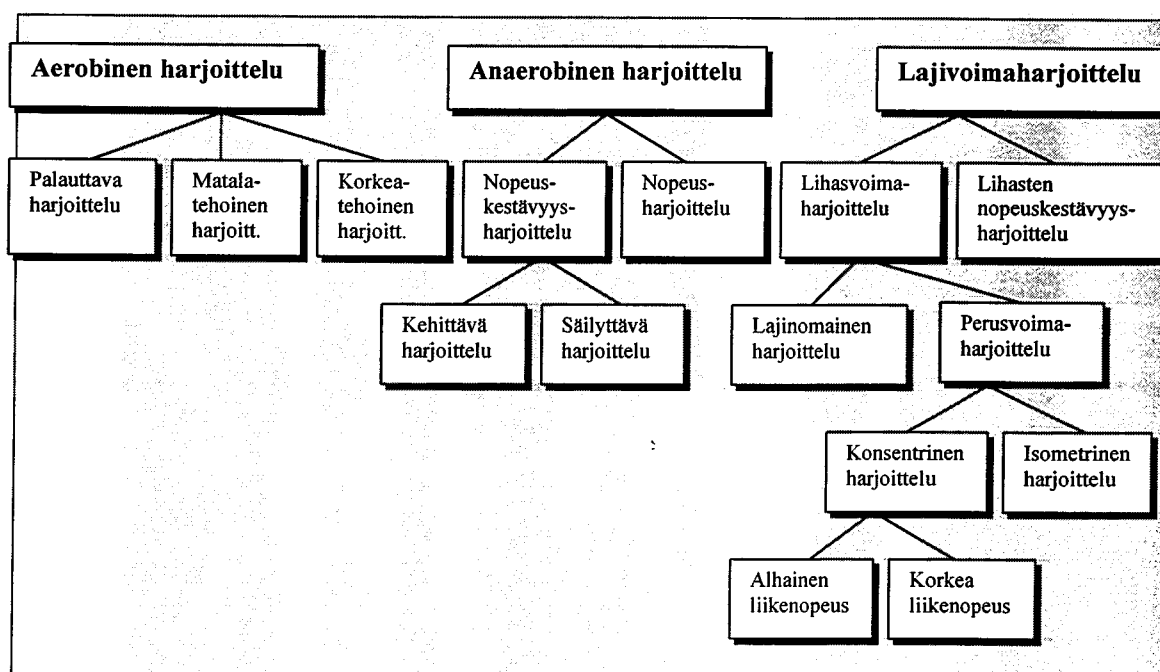 Aerobinen harjoittelu
Anaerobinen harjoittelu
Lajivoimaharjoittelu
Palauttava
harjoittelu
Matala-
tehoinen
harjoitt.
Korkea-
tehoinen
harjoitt.
Nopeus-
kestävyys-
harjoittelu
Nopeus-
harjoittelu
Lihasvoima-
harjoittelu
Lihasten
nopeuskestävyys-
harjoittelu
Kehittävä
harjoittelu
Säilyttävä
harjoittelu
Lajinomainen
harjoittelu
Perusvoima-
harjoittelu
Konsentrinen
harjoittelu
Isometrinen
harjoittelu
Alhainen
liikenopeus
Korkea
liikenopeus